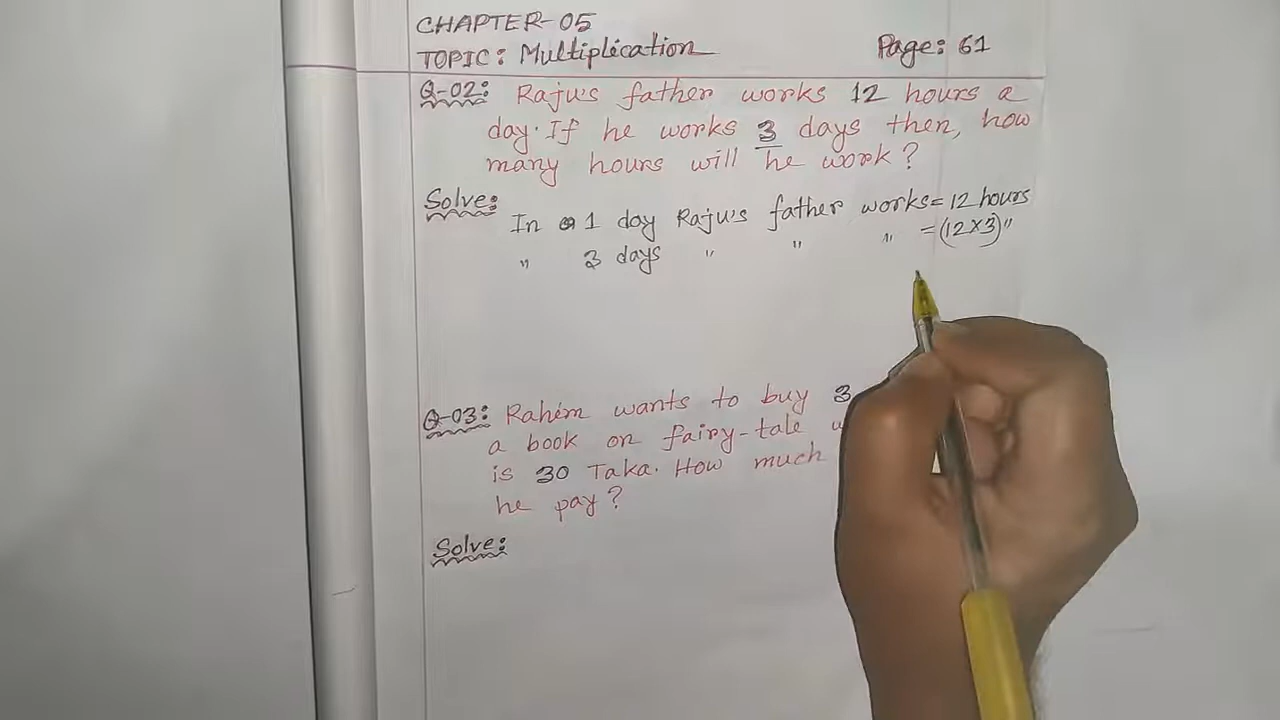 CHAPTER-05
TOPIC: Multiplication Page: 61
Q-02: Raju's father works 12 hours a
day. If he works 3 days then, how
many hours will he work?
Solve:
In 1 day Raju's father works = 12 hours
" 3 days " " " = (12×3) "
Q-03: Rahim wants to buy 3
a book on fairy-tale
is 30 Taka. How much
he pay?
Solve: